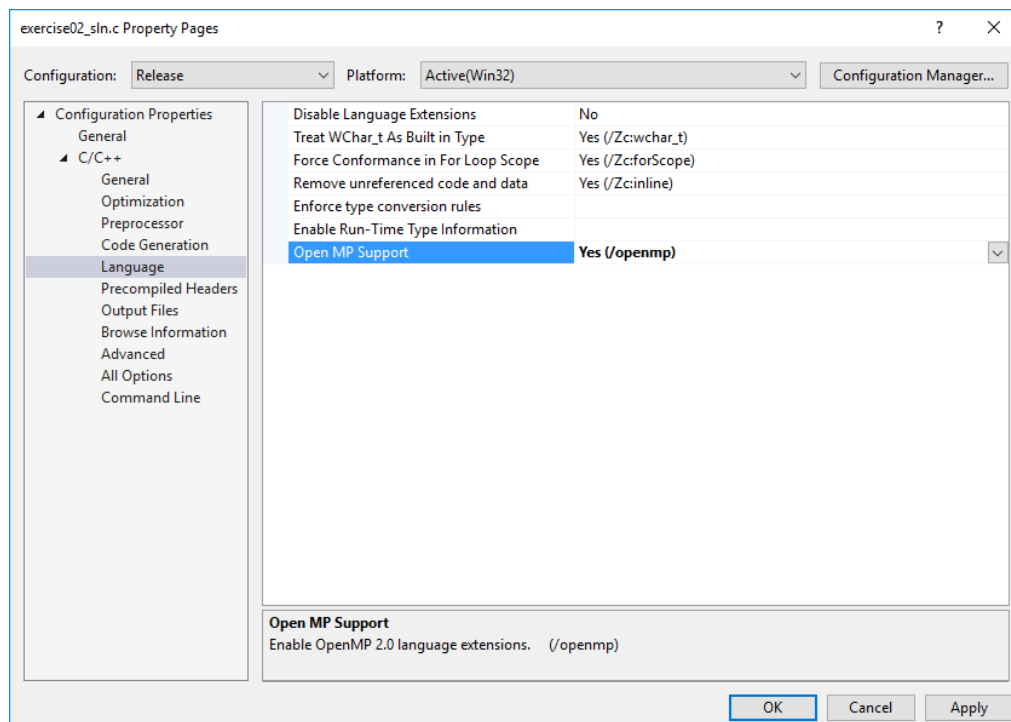 exercise02_sln.c Property Pages
Configuration: Release Platform: Active(Win32) Configuration Manager...
Configuration Properties
General
C/C++
General
Optimization
Preprocessor
Code Generation
Language
Precompiled Headers
Output Files
Browse Information
Advanced
All Options
Command Line
Disable Language Extensions No
Treat WChar_t As Built in Type Yes (/Zc:wchar_t)
Force Conformance in For Loop Scope Yes (/Zc:forScope)
Remove unreferenced code and data Yes (/Zc:inline)
Enforce type conversion rules
Enable Run-Time Type Information
Open MP Support Yes (/openmp)
Open MP Support
Enable OpenMP 2.0 language extensions. (/openmp)
OK Cancel Apply